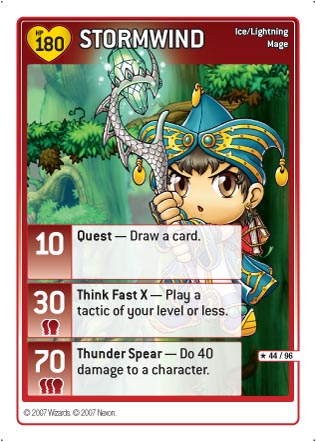 HP
180
STORMWIND
Ice/Lightning
Mage
10
Quest — Draw a card.
30
Think Fast X — Play a
tactic of your level or less.
70
Thunder Spear — Do 40
damage to a character.
★ 44 / 96
© 2007 Wizards. © 2007 Nexon.